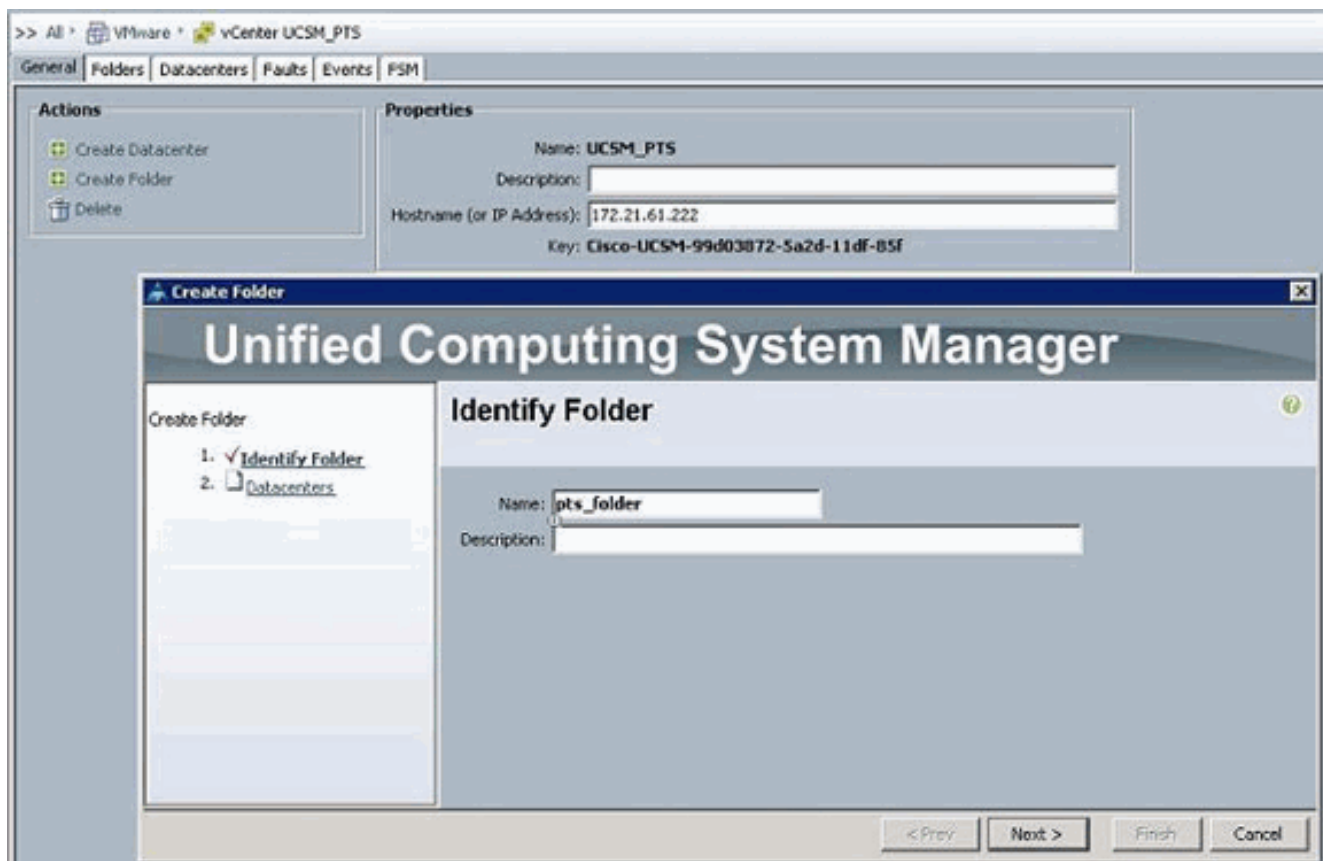 >> All ▸ VMware ▸ vCenter UCSM_PTS
General Folders Datacenters Faults Events FSM
Actions
Create Datacenter
Create Folder
Delete
Properties
Name: UCSM_PTS
Description:
Hostname (or IP Address): 172.21.61.222
Key: Cisco-UCSM-99d03872-5a2d-11df-85f
Create Folder
Unified Computing System Manager
Create Folder
1. √ Identify Folder
2. Datacenters
Identify Folder
Name: pts_folder
Description:
< Prev Next > Finish Cancel